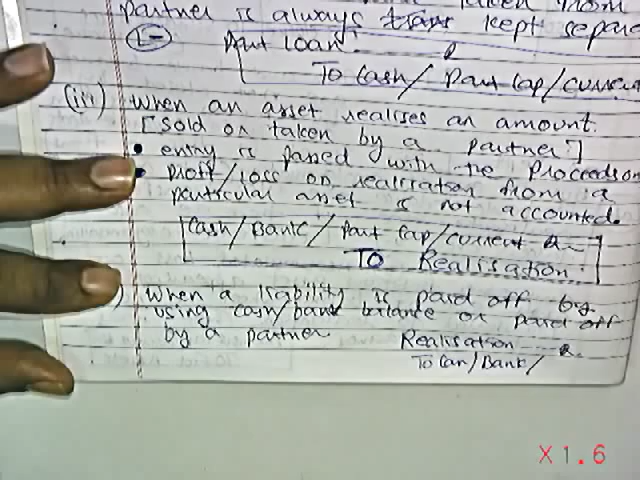 partner is always trans kept separ
L- Part Loan
To Cash/ Part Cap/current
(iii) When an asset realises an amount.
[Sold or taken by a partner]
• entry is passed with the Proceeds on
• profit/loss on realisation from a
particular asset is not accounted.
Cash/Bank/Part Cap/current
To Realisation.
) When a liability is paid off by
using cash/bank balance or paid off
by a partner. Realisation
To Cash/Bank/
X1.6